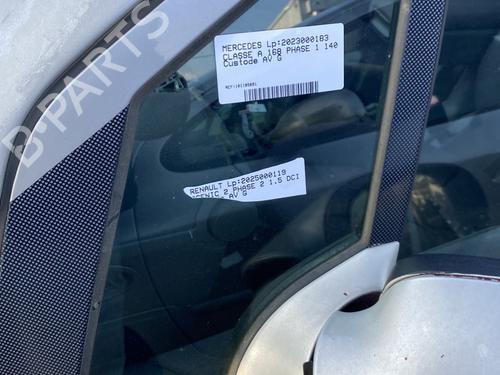 B-PARTS
MERCEDES Lp:2023000183
CLASSE A 168 PHASE 1 140
Custode AV G
RENAULT Lp:2025000119
SCENIC 2 PHASE 2 1.5 DCI
AV G